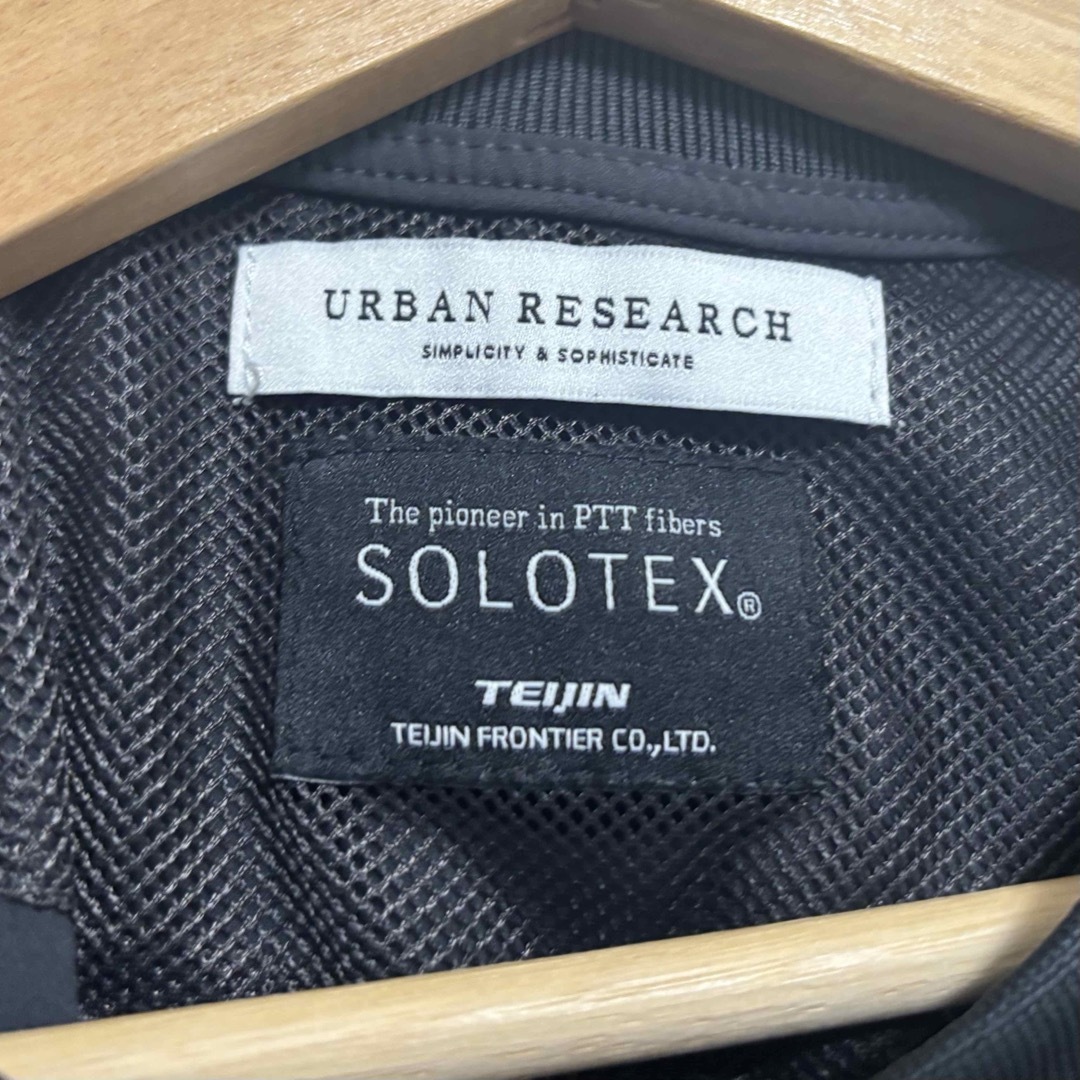 URBAN RESEARCH
SIMPLICITY & SOPHISTICATE
The pioneer in PTT fibers
SOLOTEX®
TEIJIN
TEIJIN FRONTIER CO.,LTD.